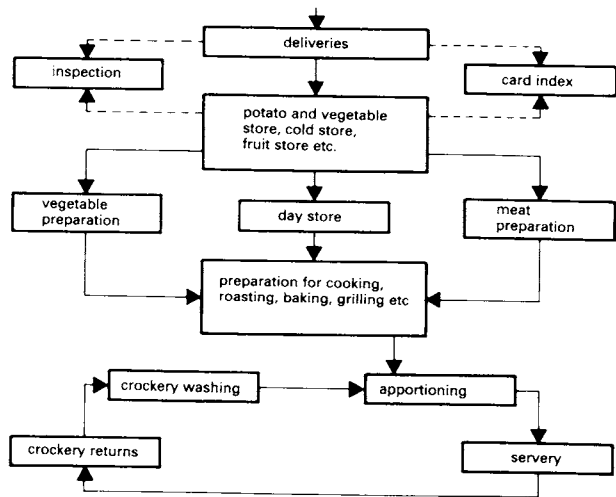 deliveries
inspection
card index
potato and vegetable
store, cold store,
fruit store etc.
vegetable
preparation
day store
meat
preparation
preparation for cooking,
roasting, baking, grilling etc
crockery washing
apportioning
crockery returns
servery